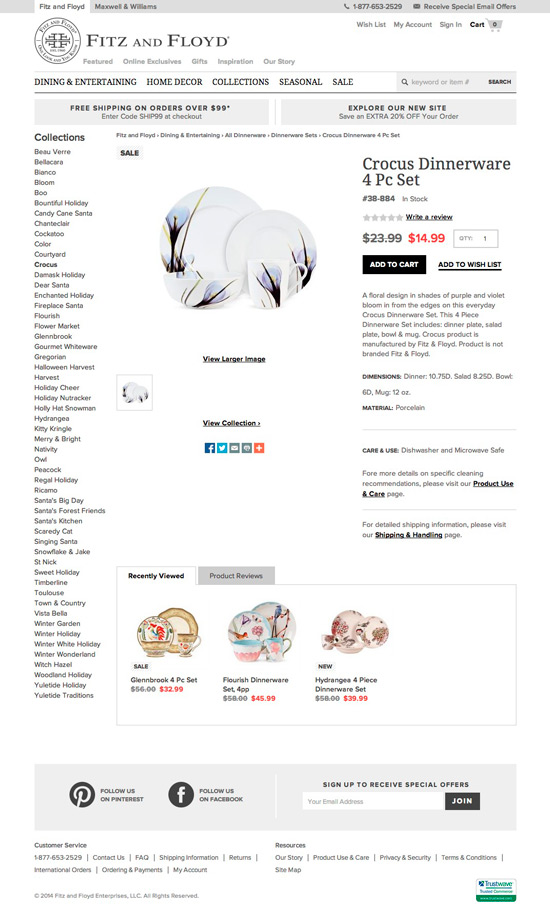 Fitz and Floyd
Maxwell & Williams
1-877-653-2529
Receive Special Email Offers
FITZ AND FLOYD
Wish List
My Account
Sign In
Cart 0
Featured
Online Exclusives
Gifts
Inspiration
Our Story
DINING & ENTERTAINING
HOME DECOR
COLLECTIONS
SEASONAL
SALE
keyword or item #
SEARCH
FREE SHIPPING ON ORDERS OVER $99*
Enter Code SHIP99 at checkout
EXPLORE OUR NEW SITE
Save an EXTRA 20% OFF Your Order
Collections
Beau Verre
Bellacara
Bianco
Bloom
Boo
Bountiful Holiday
Candy Cane Santa
Chanteclair
Cockatoo
Color
Courtyard
Crocus
Damask Holiday
Dear Santa
Enchanted Holiday
Fireplace Santa
Flourish
Flower Market
Glennbrook
Gourmet Whiteware
Gregorian
Halloween Harvest
Harvest
Holiday Cheer
Holiday Nutracker
Holly Hat Snowman
Hydrangea
Kitty Kringle
Merry & Bright
Nativity
Owl
Peacock
Regal Holiday
Ricamo
Santa's Big Day
Santa's Forest Friends
Santa's Kitchen
Scaredy Cat
Singing Santa
Snowflake & Jake
St Nick
Sweet Holiday
Timberline
Toulouse
Town & Country
Vista Bella
Winter Garden
Winter Holiday
Winter White Holiday
Winter Wonderland
Witch Hazel
Woodland Holiday
Yuletide Holiday
Yuletide Traditions
Fitz and Floyd › Dining & Entertaining › All Dinnerware › Dinnerware Sets › Crocus Dinnerware 4 Pc Set
SALE
View Larger Image
View Collection ›
Crocus Dinnerware
4 Pc Set
#38-884 In Stock
Write a review
$23.99 $14.99
QTY: 1
ADD TO CART
ADD TO WISH LIST
A floral design in shades of purple and violet
bloom in from the edges on this everyday
Crocus Dinnerware Set. This 4 Piece
Dinnerware Set includes: dinner plate, salad
plate, bowl & mug. Crocus product is
manufactured by Fitz & Floyd. Product is not
branded Fitz & Floyd.
DIMENSIONS: Dinner: 10.75D. Salad 8.25D. Bowl:
6D, Mug: 12 oz.
MATERIAL: Porcelain
CARE & USE: Dishwasher and Microwave Safe
Fore more details on specific cleaning
recommendations, please visit our Product Use
& Care page.
For detailed shipping information, please visit
our Shipping & Handling page.
Recently Viewed
Product Reviews
SALE
Glennbrook 4 Pc Set
$56.00 $32.99
Flourish Dinnerware
Set, 4pp
$58.00 $45.99
NEW
Hydrangea 4 Piece
Dinnerware Set
$58.00 $39.99
FOLLOW US
ON PINTEREST
FOLLOW US
ON FACEBOOK
SIGN UP TO RECEIVE SPECIAL OFFERS
Your Email Address
JOIN
Customer Service
1-877-653-2529 | Contact Us | FAQ | Shipping Information | Returns |
International Orders | Ordering & Payments | My Account
Resources
Our Story | Product Use & Care | Privacy & Security | Terms & Conditions |
Site Map
© 2014 Fitz and Floyd Enterprises, LLC. All Rights Reserved.
Trustwave
Trusted Commerce